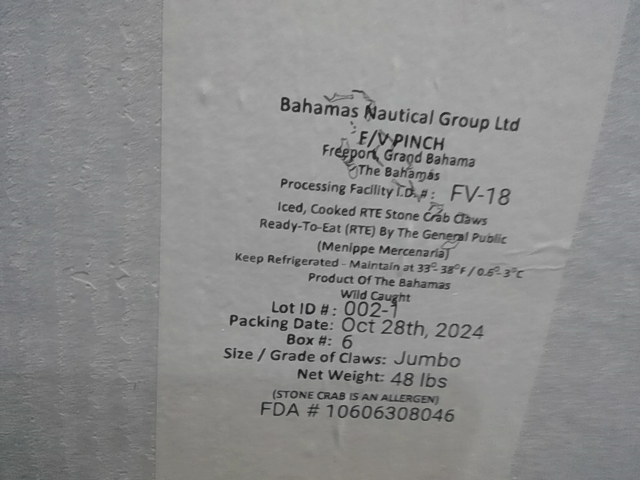 Bahamas Nautical Group Ltd
F/V PINCH
Freeport, Grand Bahama
The Bahamas
Processing Facility I.D. #: FV-18
Iced, Cooked RTE Stone Crab Claws
Ready-To-Eat (RTE) By The General Public
(Menippe Mercenaria)
Keep Refrigerated - Maintain at 33°-38°F / 0.6°-3°C
Product Of The Bahamas
Wild Caught
Lot ID #: 002-1
Packing Date: Oct 28th, 2024
Box #: 6
Size / Grade of Claws: Jumbo
Net Weight: 48 lbs
(STONE CRAB IS AN ALLERGEN)
FDA # 10606308046